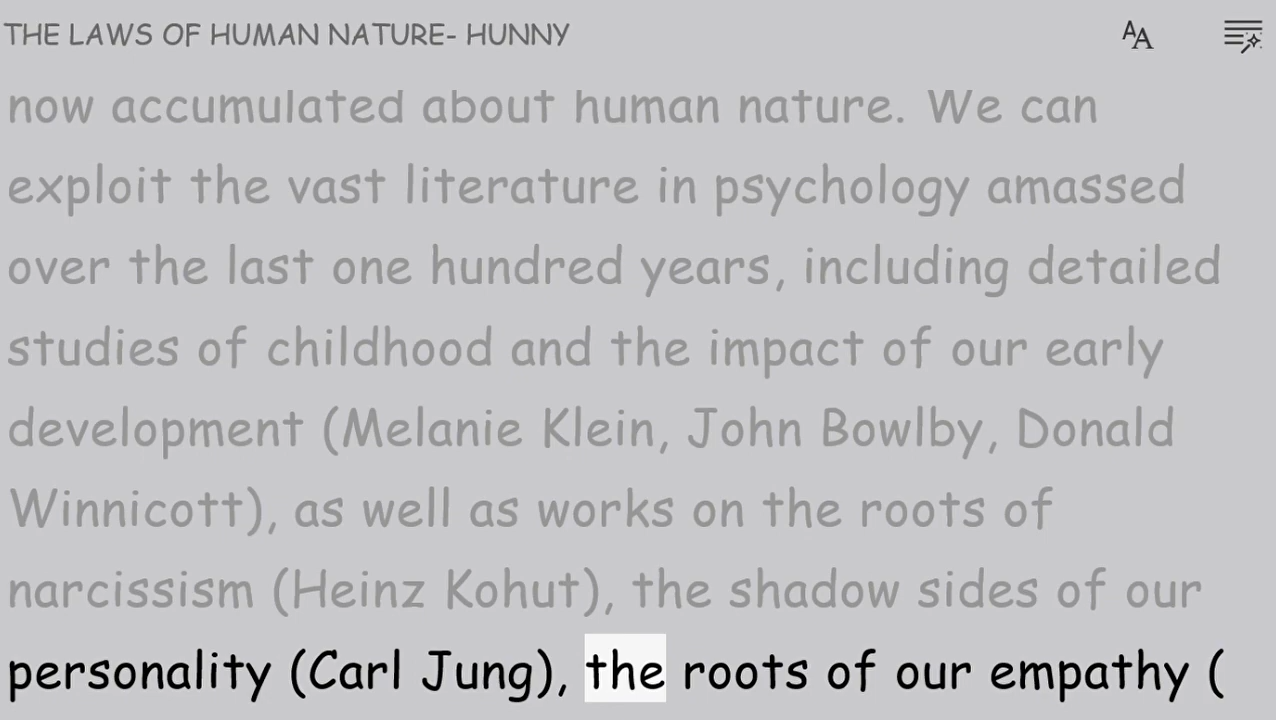 THE LAWS OF HUMAN NATURE- HUNNY
AA
now accumulated about human nature. We can
exploit the vast literature in psychology amassed
over the last one hundred years, including detailed
studies of childhood and the impact of our early
development (Melanie Klein, John Bowlby, Donald
Winnicott), as well as works on the roots of
narcissism (Heinz Kohut), the shadow sides of our
personality (Carl Jung), the roots of our empathy (